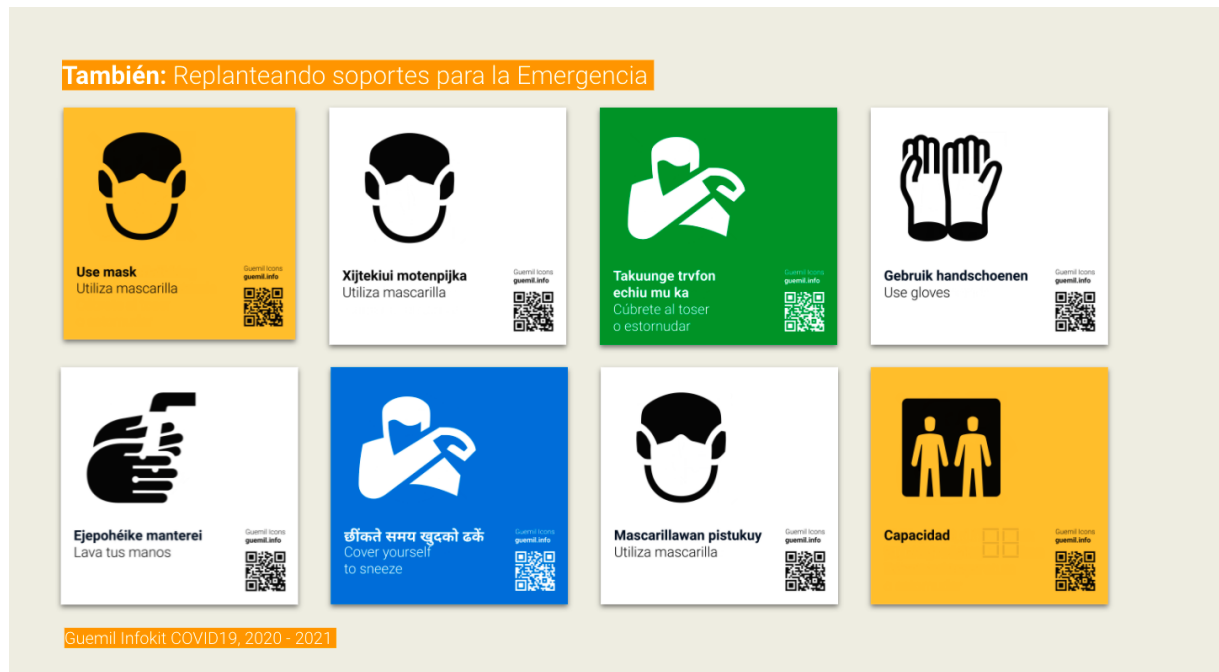 También: Replanteando soportes para la Emergencia
Use mask
Utiliza mascarilla
Guemil Icons
guemil.info
Xijtekiui motenpijka
Utiliza mascarilla
Guemil Icons
guemil.info
Takuunge trvfon
echiu mu ka
Cúbrete al toser
o estornudar
Guemil Icons
guemil.info
Gebruik handschoenen
Use gloves
Guemil Icons
guemil.info
Ejepohéike manterei
Lava tus manos
Guemil Icons
guemil.info
छींकते समय खुदको ढकें
Cover yourself
to sneeze
Guemil Icons
guemil.info
Mascarillawan pistukuy
Utiliza mascarilla
Guemil Icons
guemil.info
Capacidad
Guemil Icons
guemil.info
Guemil Infokit COVID19, 2020 - 2021